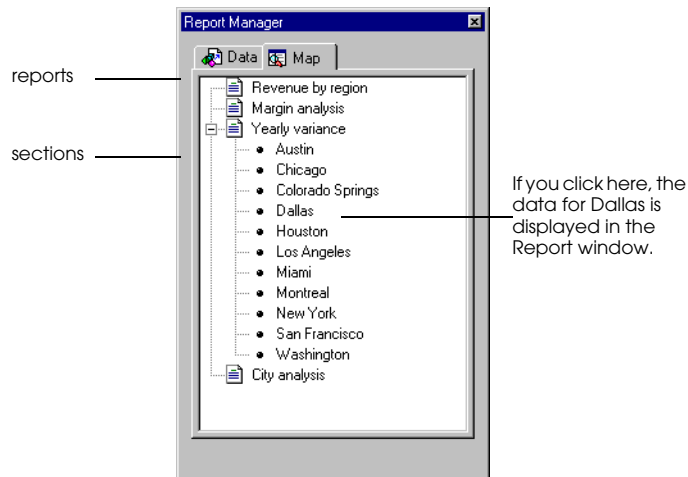 Report Manager
Data
Map
reports
Revenue by region
Margin analysis
Yearly variance
sections
Austin
Chicago
Colorado Springs
Dallas
Houston
Los Angeles
Miami
Montreal
New York
San Francisco
Washington
City analysis
If you click here, the
data for Dallas is
displayed in the
Report window.